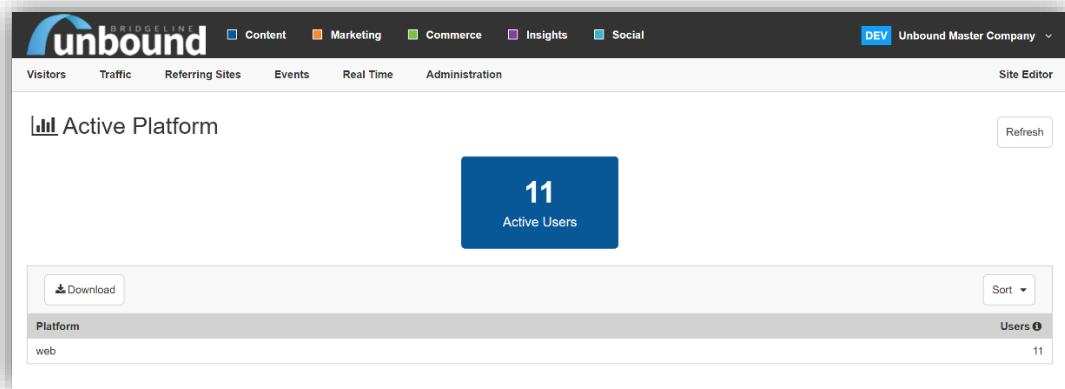 BRIDGELINE
unbound
Content Marketing Commerce Insights Social DEV Unbound Master Company
Visitors Traffic Referring Sites Events Real Time Administration Site Editor
Active Platform Refresh
11
Active Users
Download Sort
Platform Users
web 11